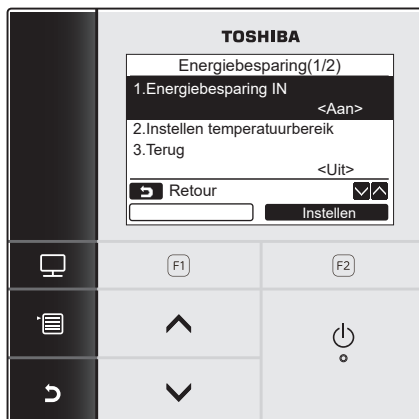 TOSHIBA
Energiebesparing(1/2)
1.Energiebesparing IN
<Aan>
2.Instellen temperatuurbereik
3.Terug
<Uit>
Retour
Instellen
F1
F2